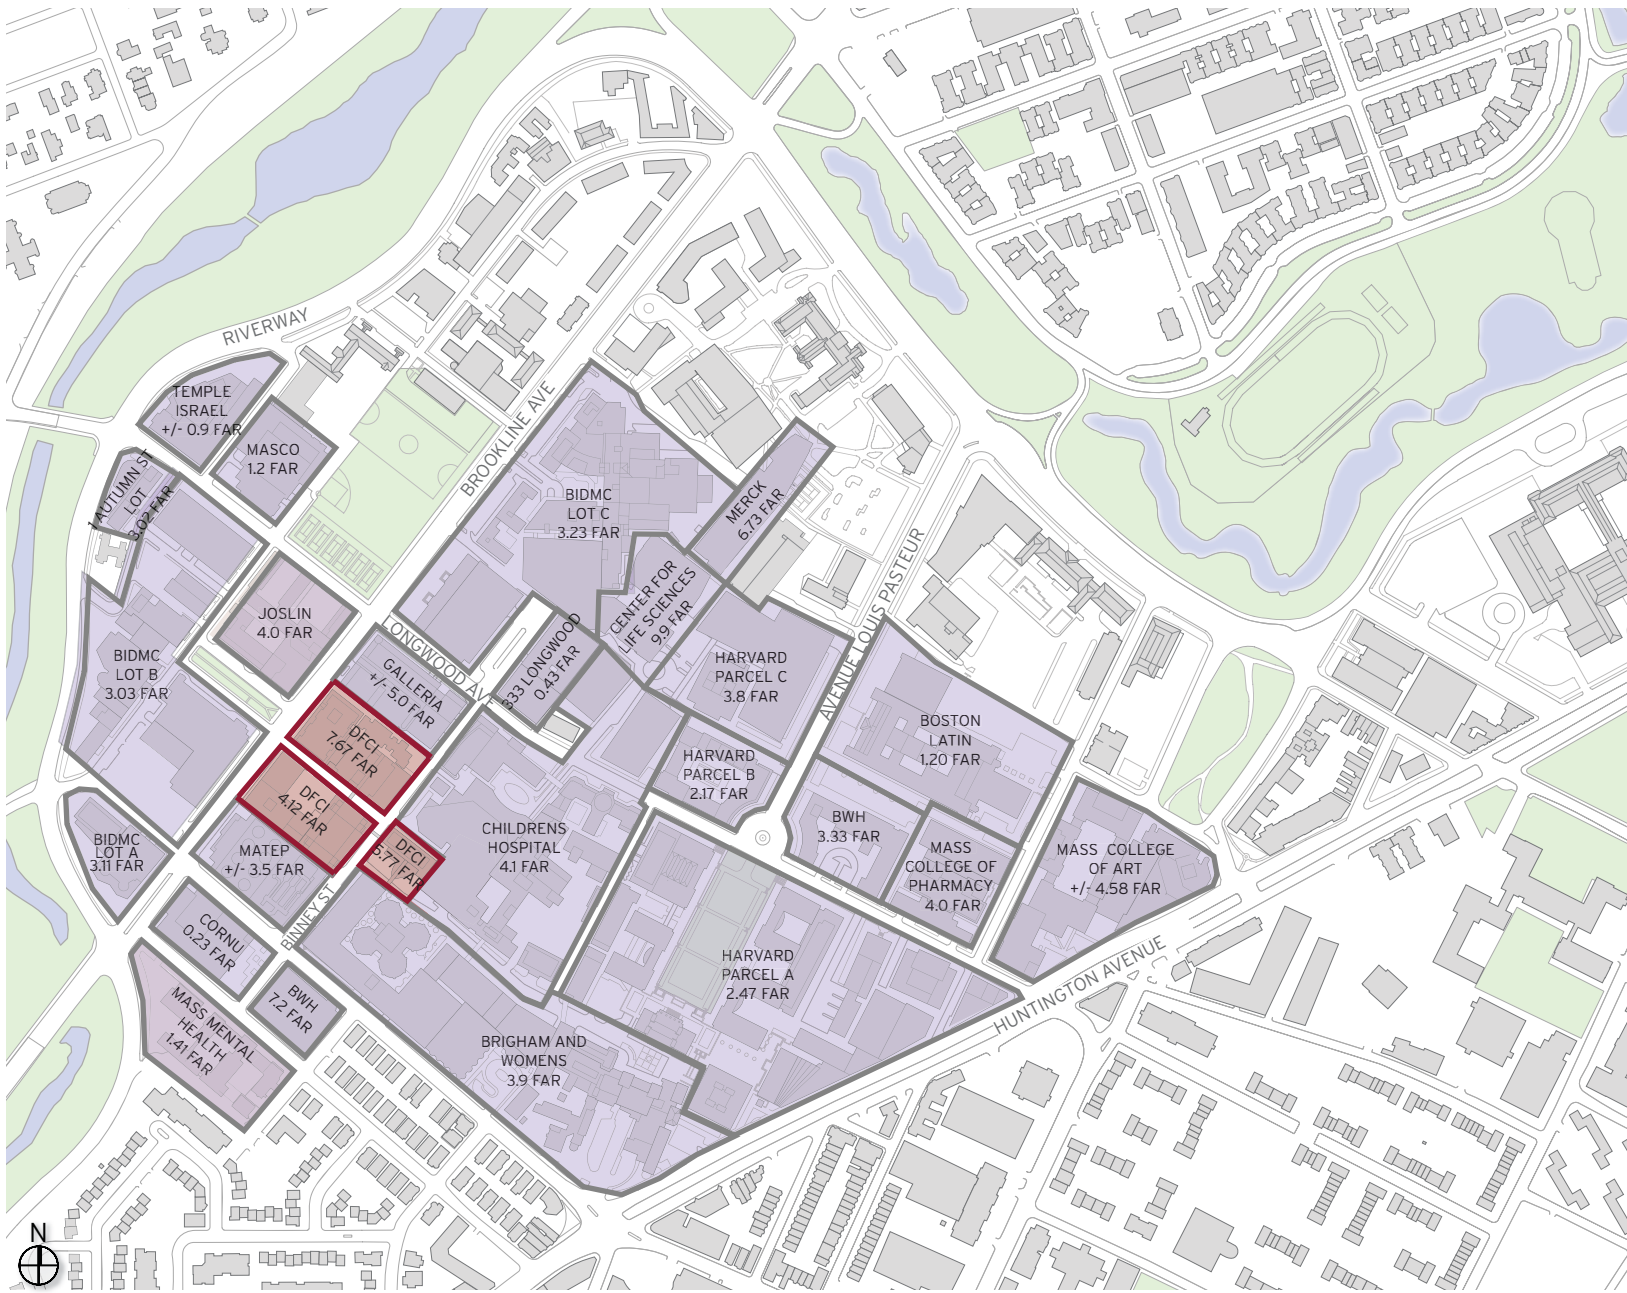 RIVERWAY
TEMPLE
ISRAEL
+/- 0.9 FAR
MASCO
1.2 FAR
1 AUTUMN ST
LOT
3.02 FAR
BROOKLINE AVE
BIDMC
LOT C
3.23 FAR
MERCK
6.73 FAR
CENTER FOR
LIFE SCIENCES
9.9 FAR
AVENUE LOUIS PASTEUR
JOSLIN
4.0 FAR
LONGWOOD AVE
333 LONGWOOD
0.43 FAR
GALLERIA
+/- 5.0 FAR
BIDMC
LOT B
3.03 FAR
HARVARD
PARCEL C
3.8 FAR
BOSTON
LATIN
1.20 FAR
DFCI
7.67 FAR
HARVARD
PARCEL B
2.17 FAR
DFCI
4.12 FAR
CHILDRENS
HOSPITAL
4.1 FAR
BWH
3.33 FAR
BIDMC
LOT A
3.11 FAR
MATEP
+/- 3.5 FAR
DFCI
5.77 FAR
MASS
COLLEGE OF
PHARMACY
4.0 FAR
MASS COLLEGE
OF ART
+/- 4.58 FAR
BINNEY ST
CORNU
0.23 FAR
HARVARD
PARCEL A
2.47 FAR
HUNTINGTON AVENUE
BWH
7.2 FAR
MASS MENTAL
HEALTH
1.41 FAR
BRIGHAM AND
WOMENS
3.9 FAR
N